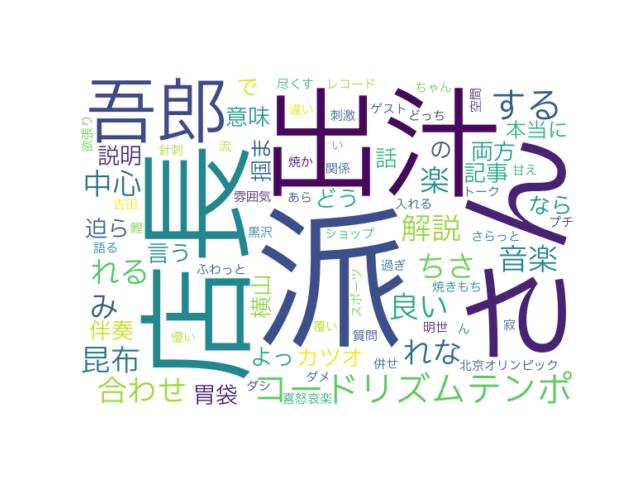 吾郎
出汁
派
店長
それ
さん
する
中心
説明
意味
で
尽くす
レコード
ちゃん
違い
刺激
ゲスト
どっち
空間
本当に
欲張り
針刺
流
掴ま
焼か
い
関係
話
楽
の
両方
記事
甘え
トーク
なら
プチ
吉田
鰹
雰囲気
あら
どう
入れる
解説
迫ら
言う
黒沢
ショップ
さらっと
音楽
語る
れる
ふわっと
横山
過ぎ
ちさ
焼きもち
み
スポーツ
良い
伴奏
優い
覆い
明世
ん
寂
昆布
よっ
カツオ
質問
併せ
れな
北京オリンピック
合わせ
胃袋
ダシ
ダメ
喜怒哀楽
コードリズムテンポ